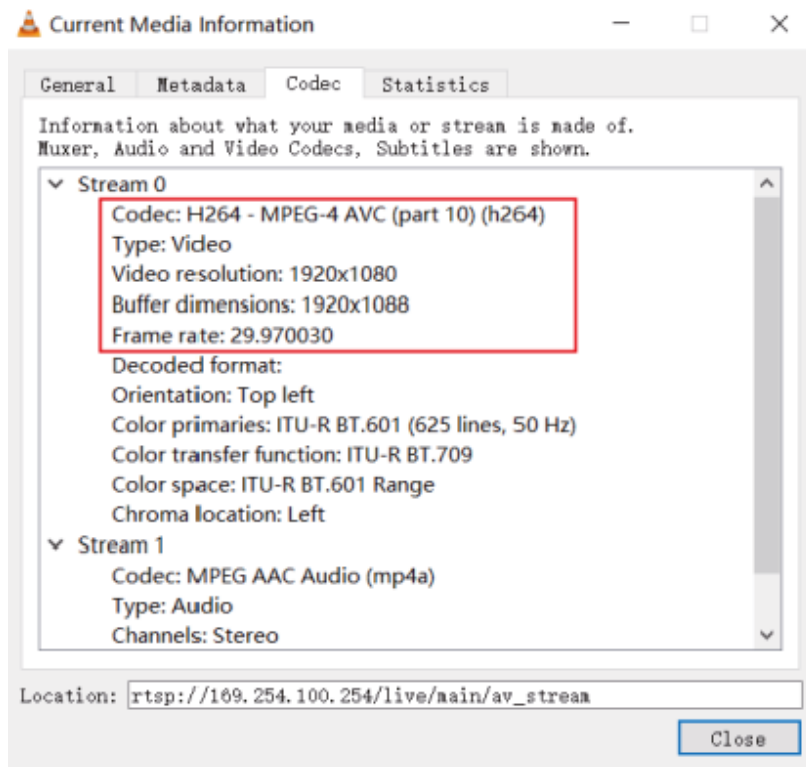 Current Media Information
General Metadata Codec Statistics
Information about what your media or stream is made of.
Muxer, Audio and Video Codecs, Subtitles are shown.
Stream 0
Codec: H264 - MPEG-4 AVC (part 10) (h264)
Type: Video
Video resolution: 1920x1080
Buffer dimensions: 1920x1088
Frame rate: 29.970030
Decoded format:
Orientation: Top left
Color primaries: ITU-R BT.601 (625 lines, 50 Hz)
Color transfer function: ITU-R BT.709
Color space: ITU-R BT.601 Range
Chroma location: Left
Stream 1
Codec: MPEG AAC Audio (mp4a)
Type: Audio
Channels: Stereo
Location: rtsp://169.254.100.254/live/main/av_stream
Close